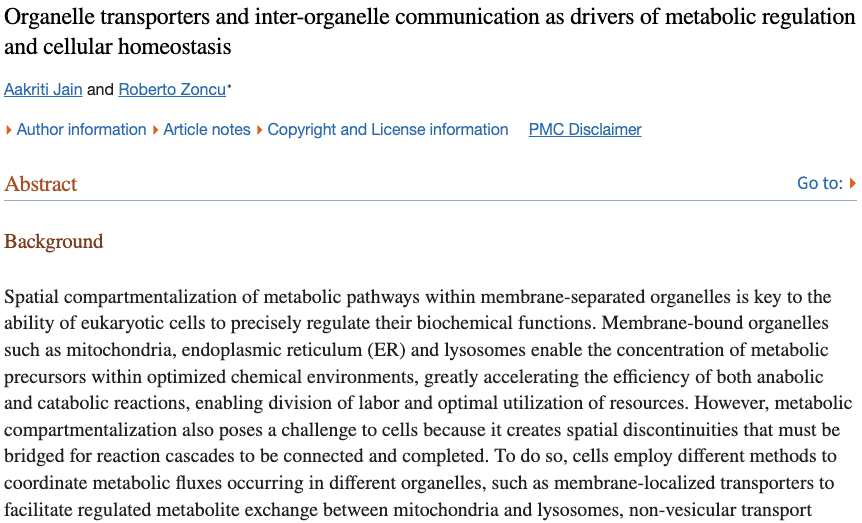 Organelle transporters and inter-organelle communication as drivers of metabolic regulation
and cellular homeostasis
Aakriti Jain and Roberto Zoncu*
Author information Article notes Copyright and License information PMC Disclaimer
Abstract Go to:
Background
Spatial compartmentalization of metabolic pathways within membrane-separated organelles is key to the
ability of eukaryotic cells to precisely regulate their biochemical functions. Membrane-bound organelles
such as mitochondria, endoplasmic reticulum (ER) and lysosomes enable the concentration of metabolic
precursors within optimized chemical environments, greatly accelerating the efficiency of both anabolic
and catabolic reactions, enabling division of labor and optimal utilization of resources. However, metabolic
compartmentalization also poses a challenge to cells because it creates spatial discontinuities that must be
bridged for reaction cascades to be connected and completed. To do so, cells employ different methods to
coordinate metabolic fluxes occurring in different organelles, such as membrane-localized transporters to
facilitate regulated metabolite exchange between mitochondria and lysosomes, non-vesicular transport